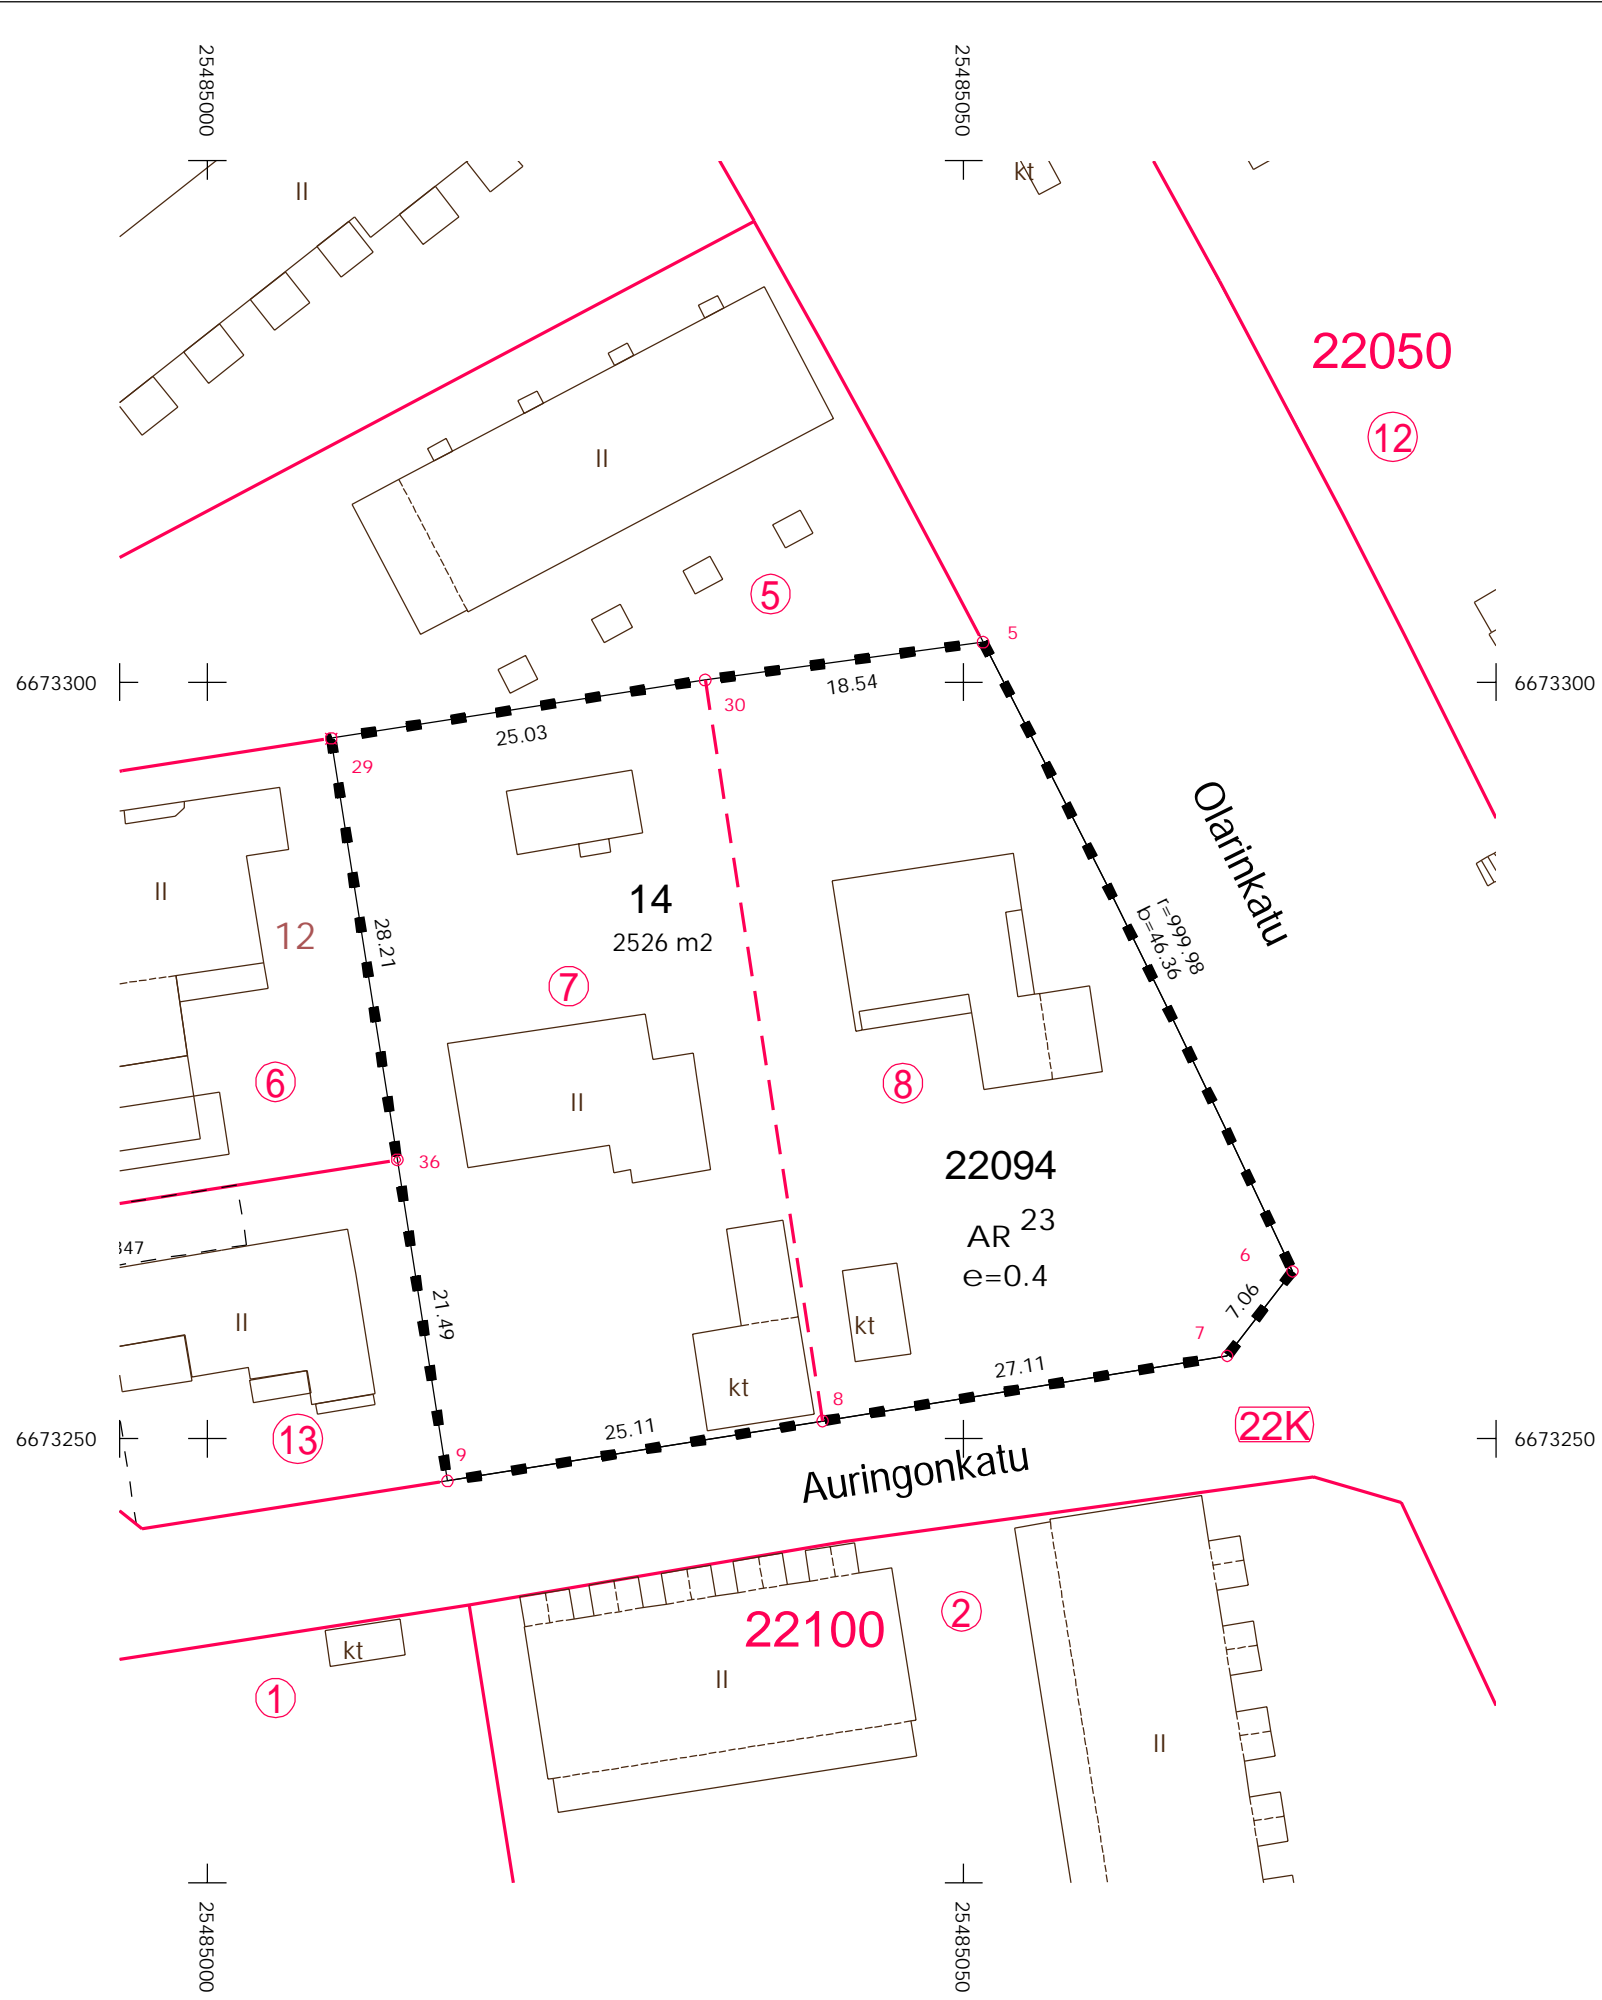 25485000
25485050
II
kt
22050
12
II
5
5
6673300
6673300
18.54
30
25.03
29
Olarinkatu
II
14
12
28.21
2526 m2
r=999.98
b=46.36
7
6
8
II
36
22094
AR 23
347
6
e=0.4
7.06
II
21.49
kt
7
27.11
kt
8
13
25.11
22K
6673250
6673250
9
Auringonkatu
2
22100
kt
II
1
II
25485000
25485050